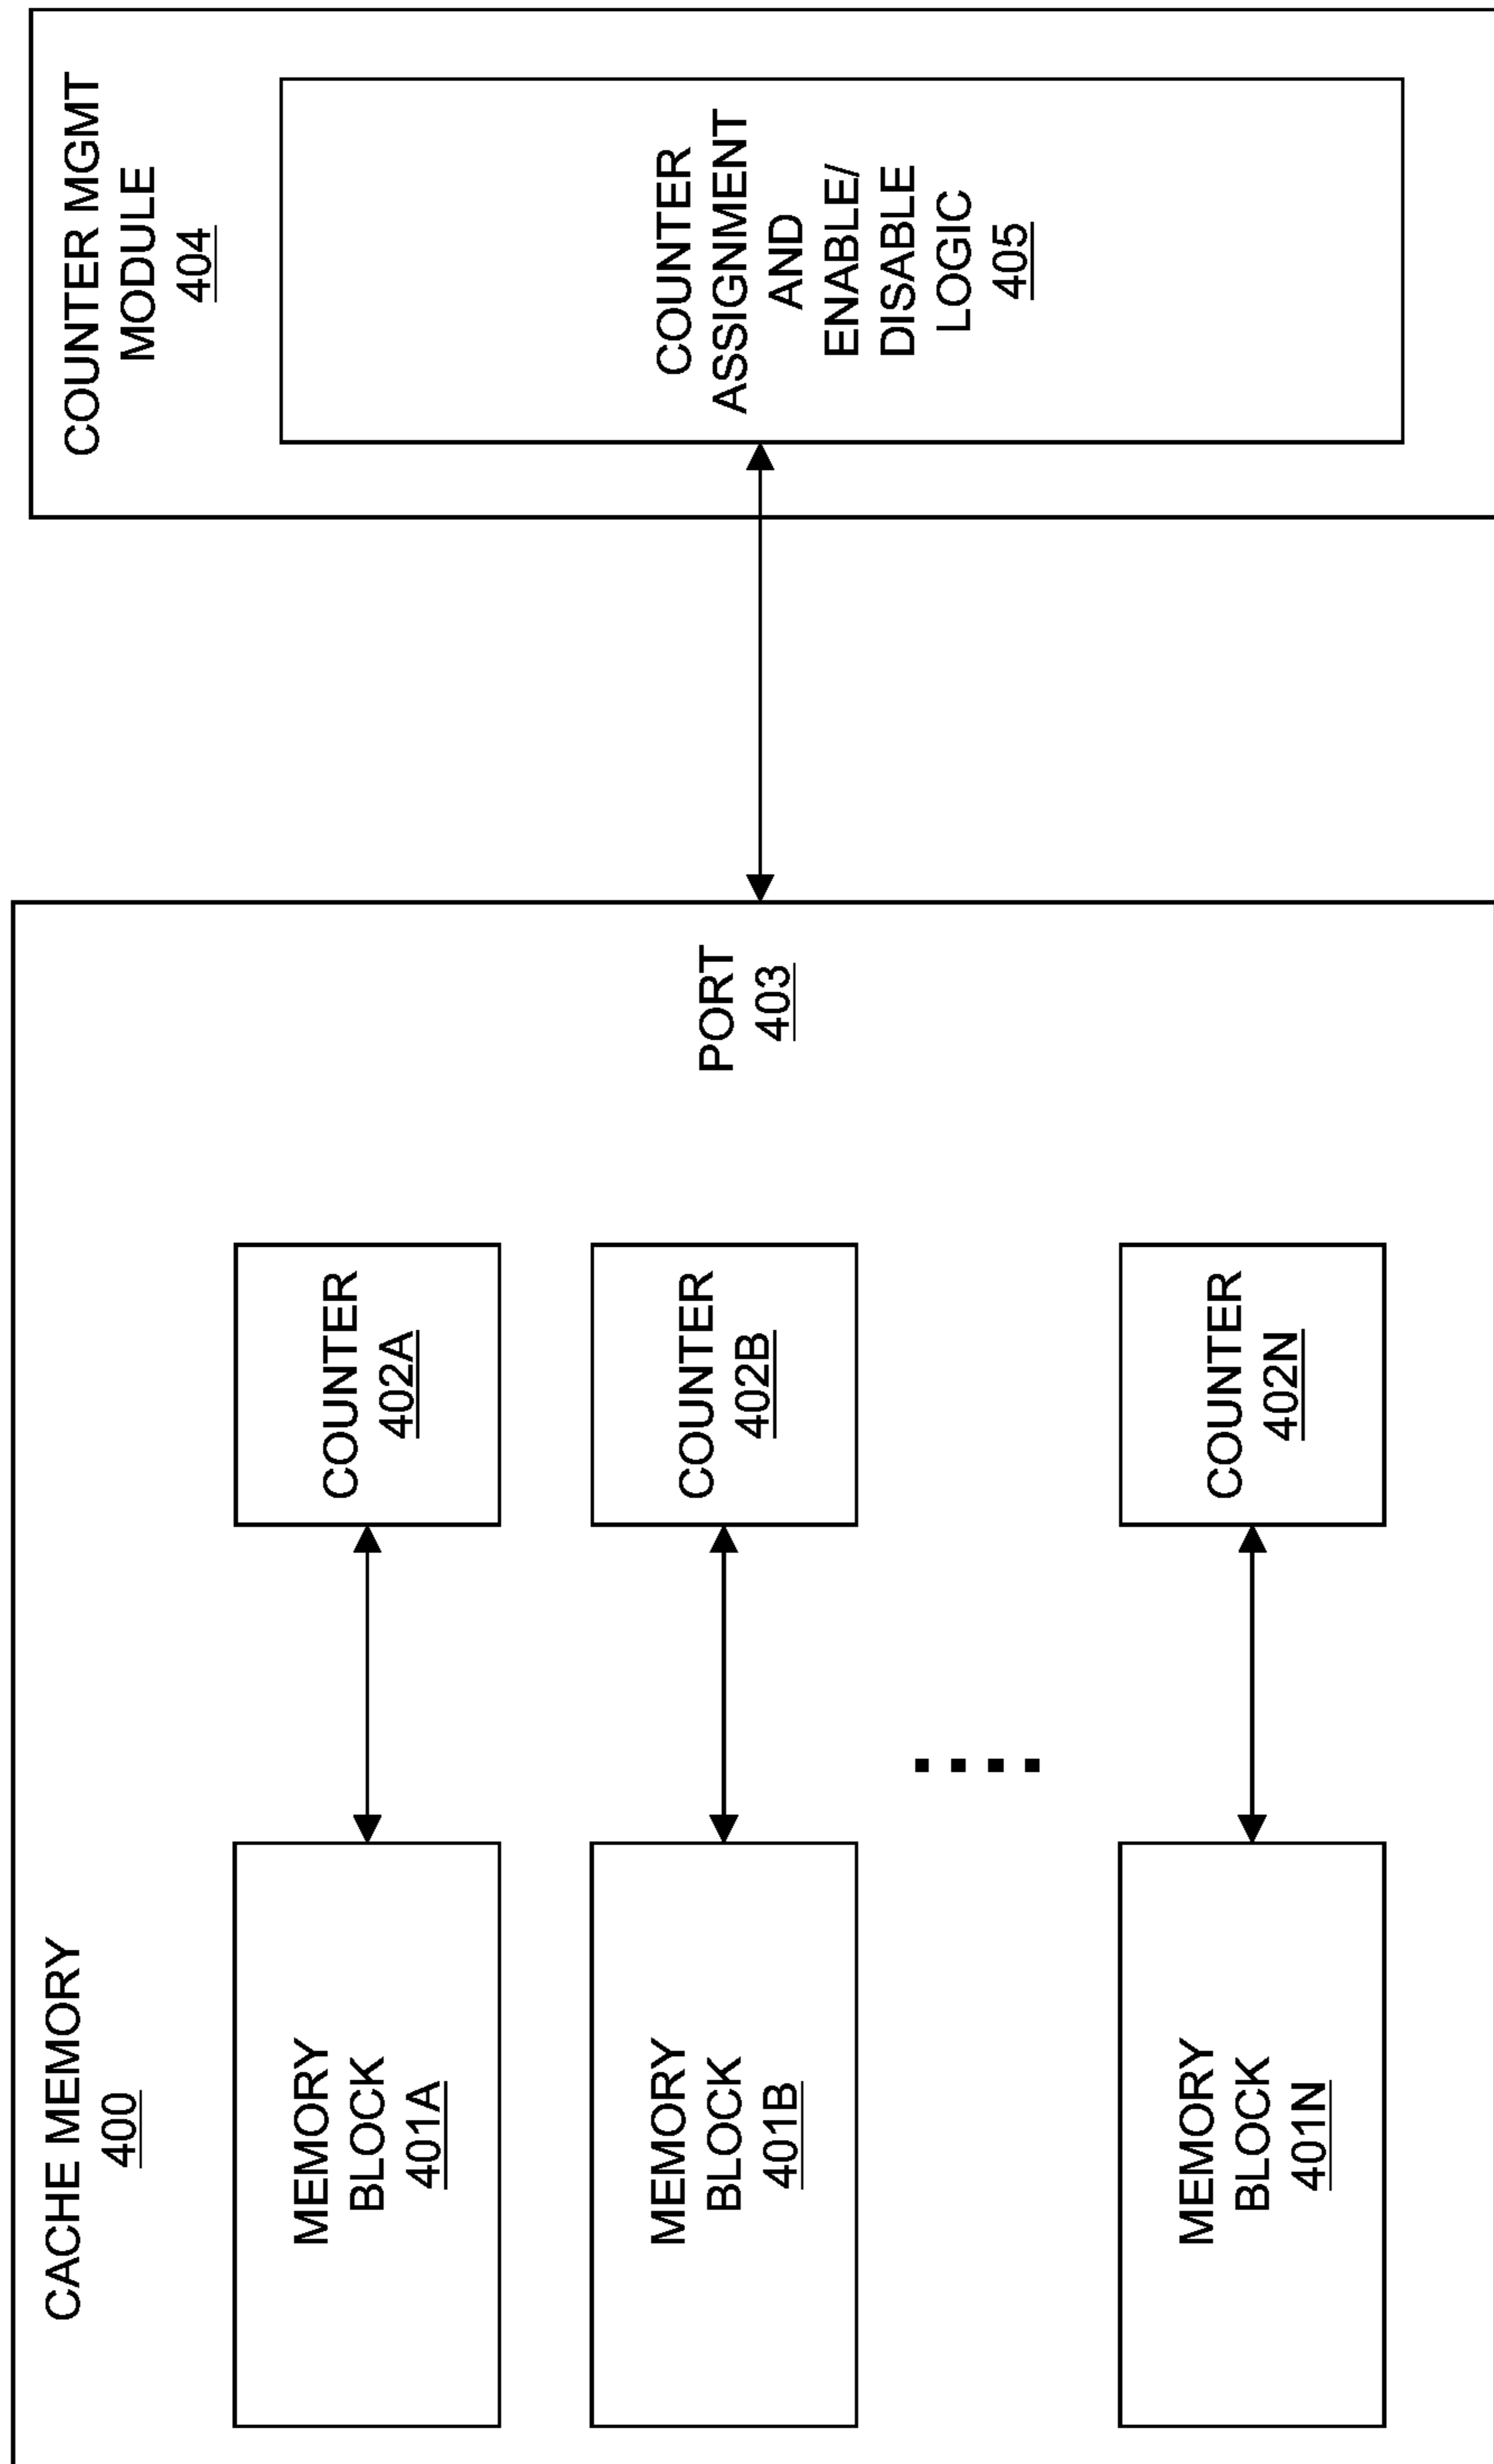 CACHE MEMORY
400
MEMORY
BLOCK
401A
COUNTER
402A
MEMORY
BLOCK
401B
COUNTER
402B
MEMORY
BLOCK
401N
COUNTER
402N
PORT
403
COUNTER MGMT
MODULE
404
COUNTER
ASSIGNMENT
AND
ENABLE/
DISABLE
LOGIC
405